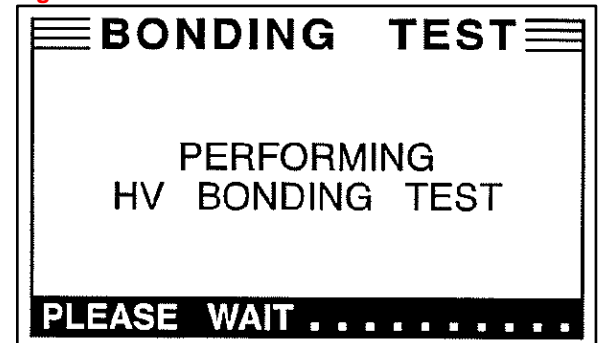 BONDING TEST
PERFORMING
HV BONDING TEST
PLEASE WAIT...........